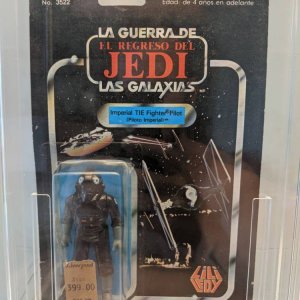 No. 3522
Edad: de 4 años en adelante
LA GUERRA DE
EL REGRESO DEL
JEDI
LAS GALAXIAS
Imperial TIE Fighter Pilot
(Piloto Imperial)
LILI
LEDY
399.00